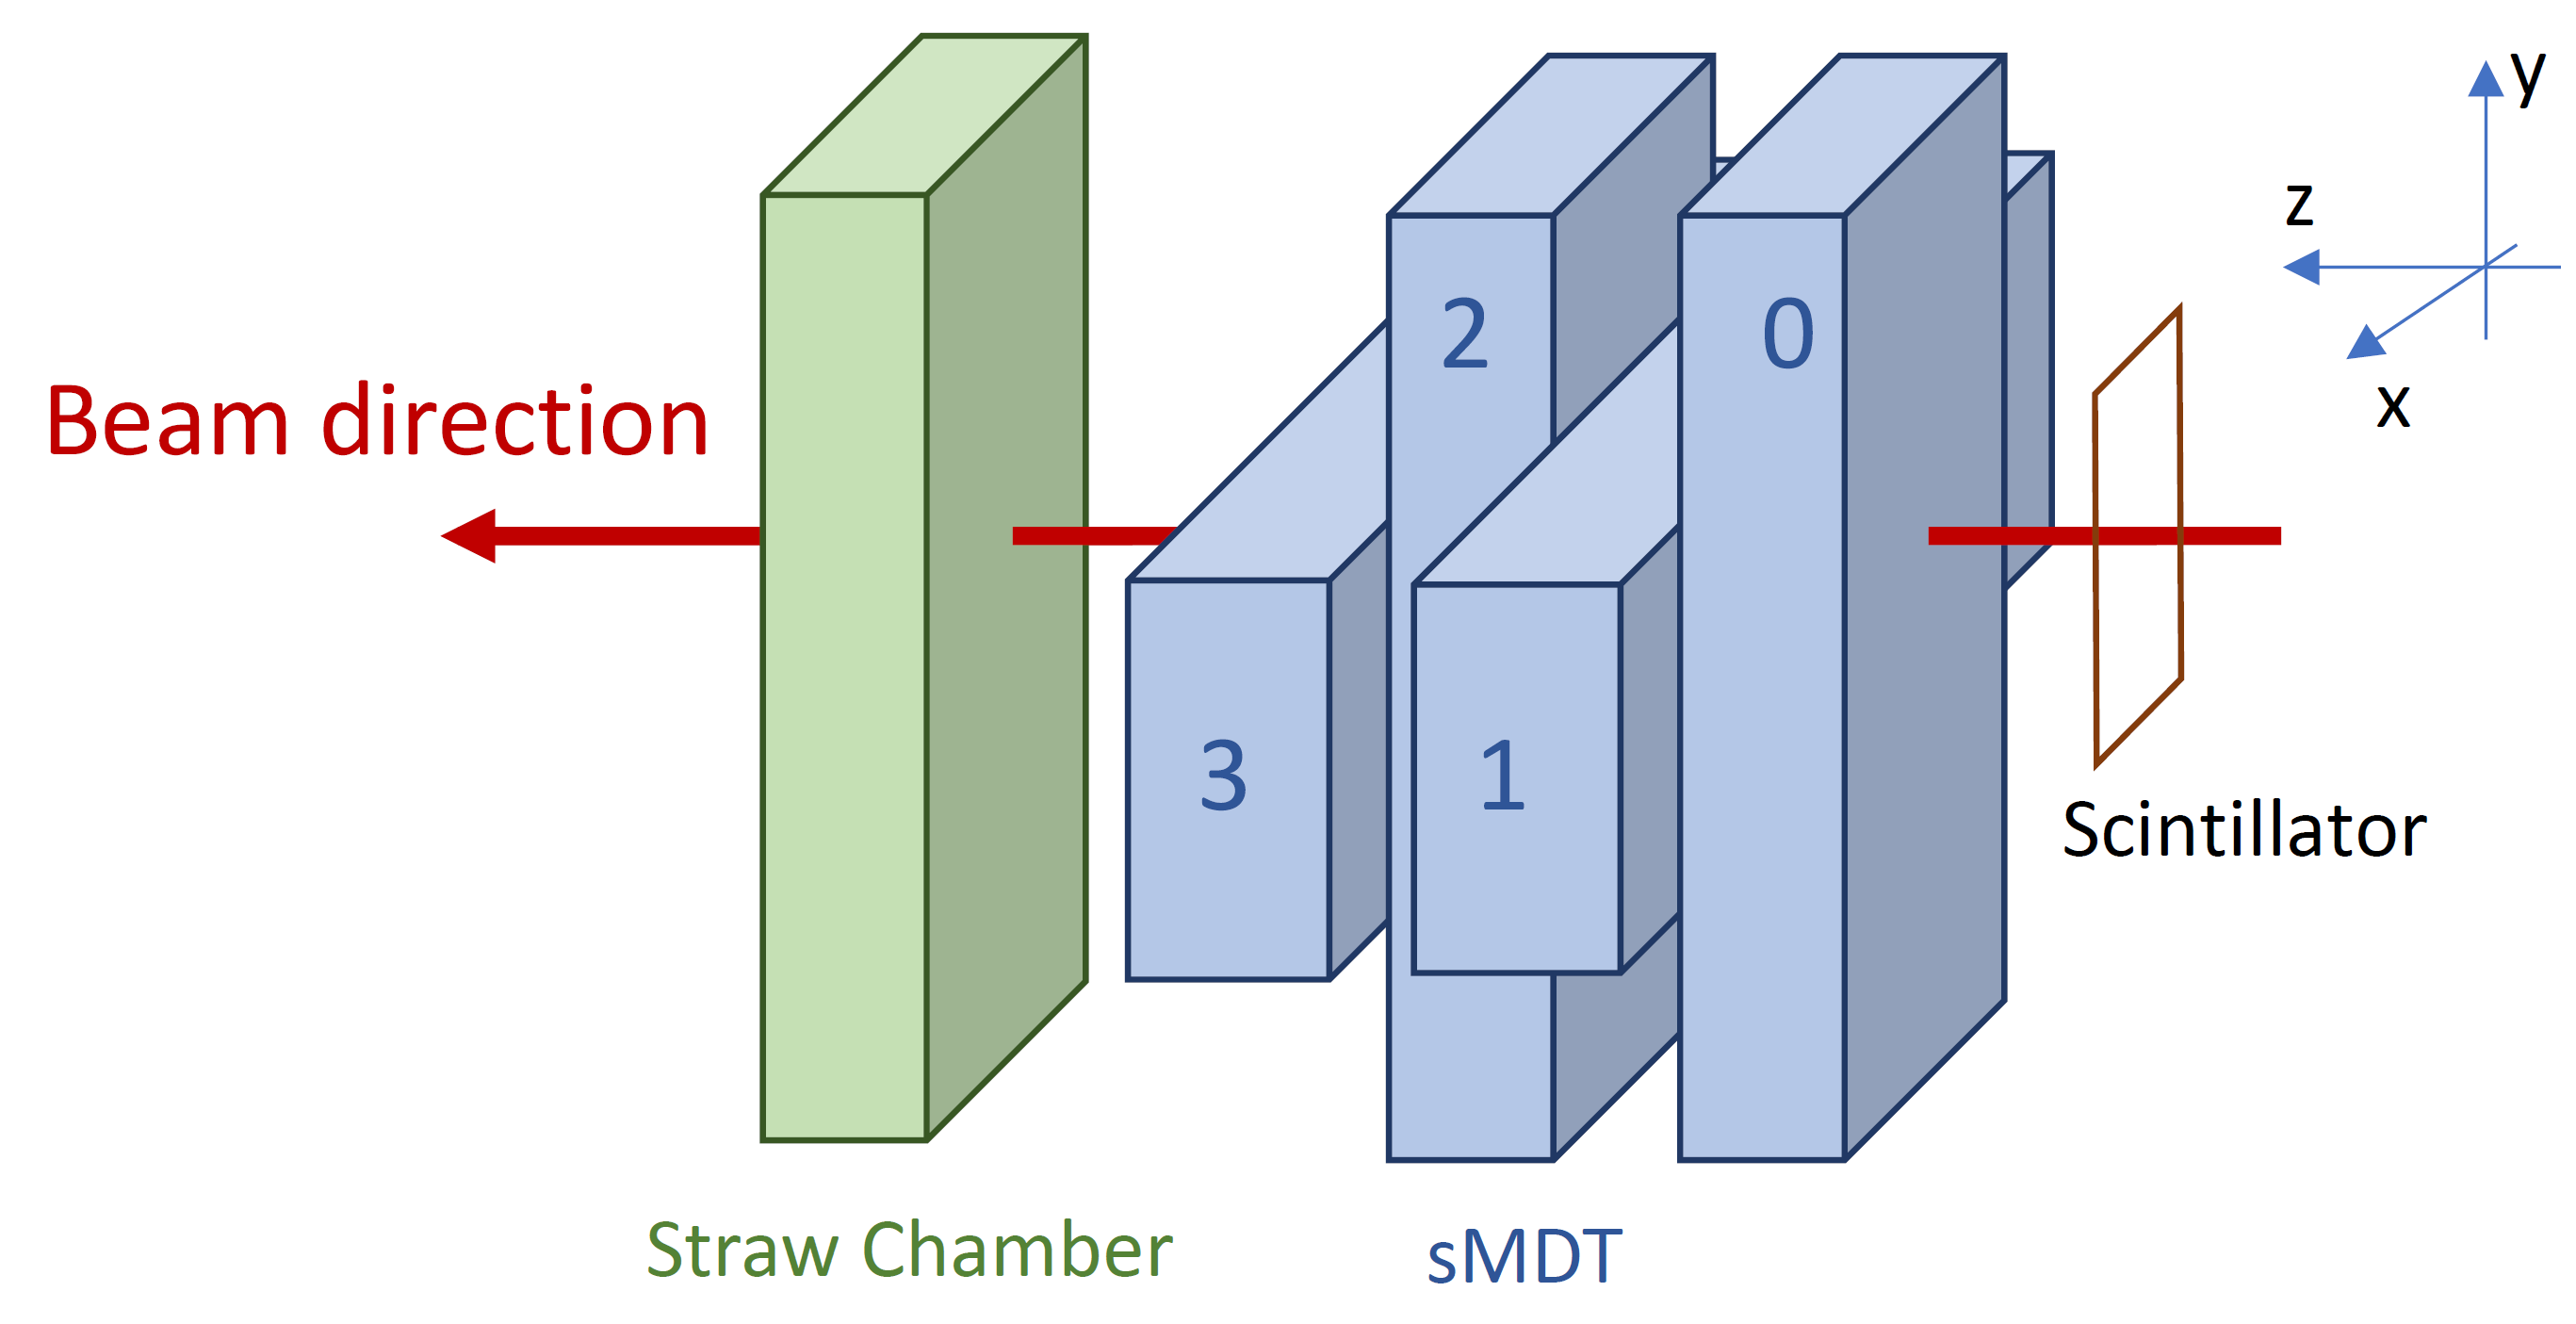 y
z
x
Beam direction
2
0
3
1
Scintillator
Straw Chamber
sMDT